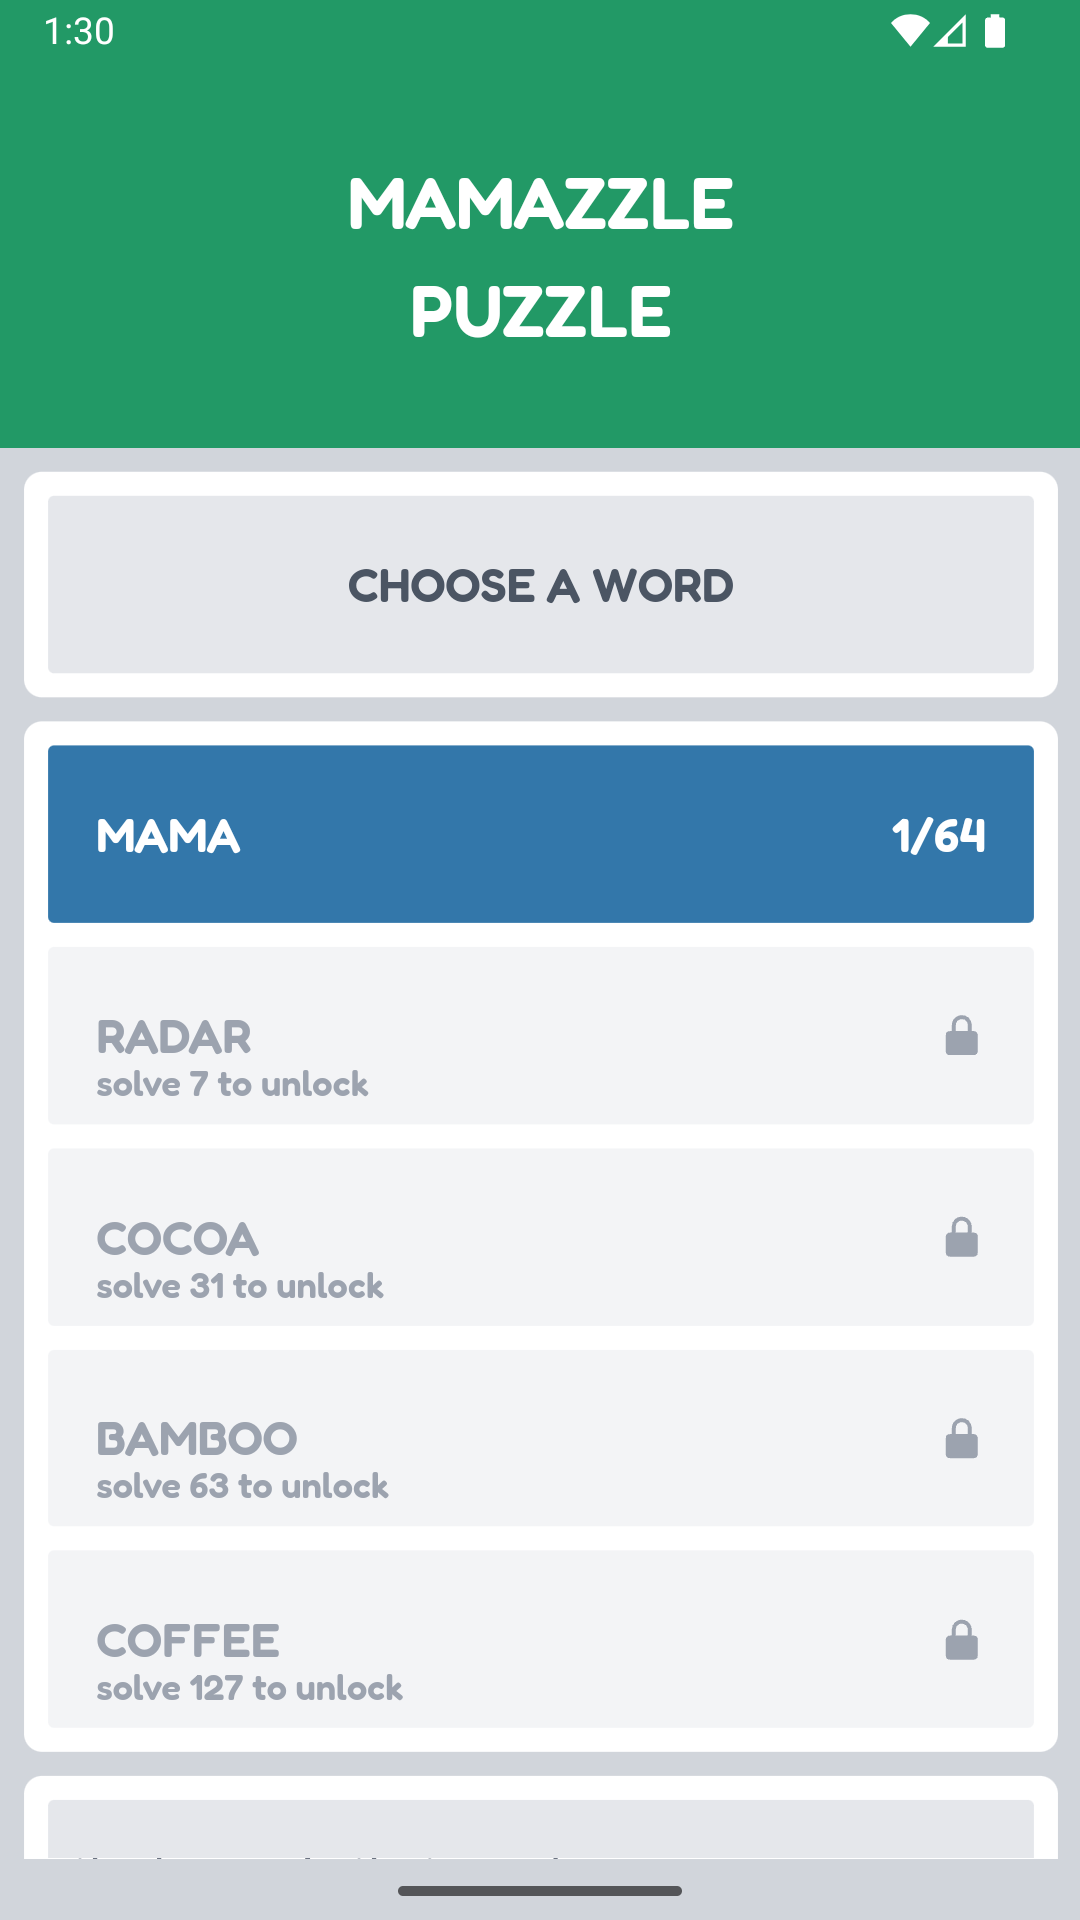 1:30
MAMAZZLE
PUZZLE
CHOOSE A WORD
MAMA 1/64
RADAR
solve 7 to unlock
COCOA
solve 31 to unlock
BAMBOO
solve 63 to unlock
COFFEE
solve 127 to unlock